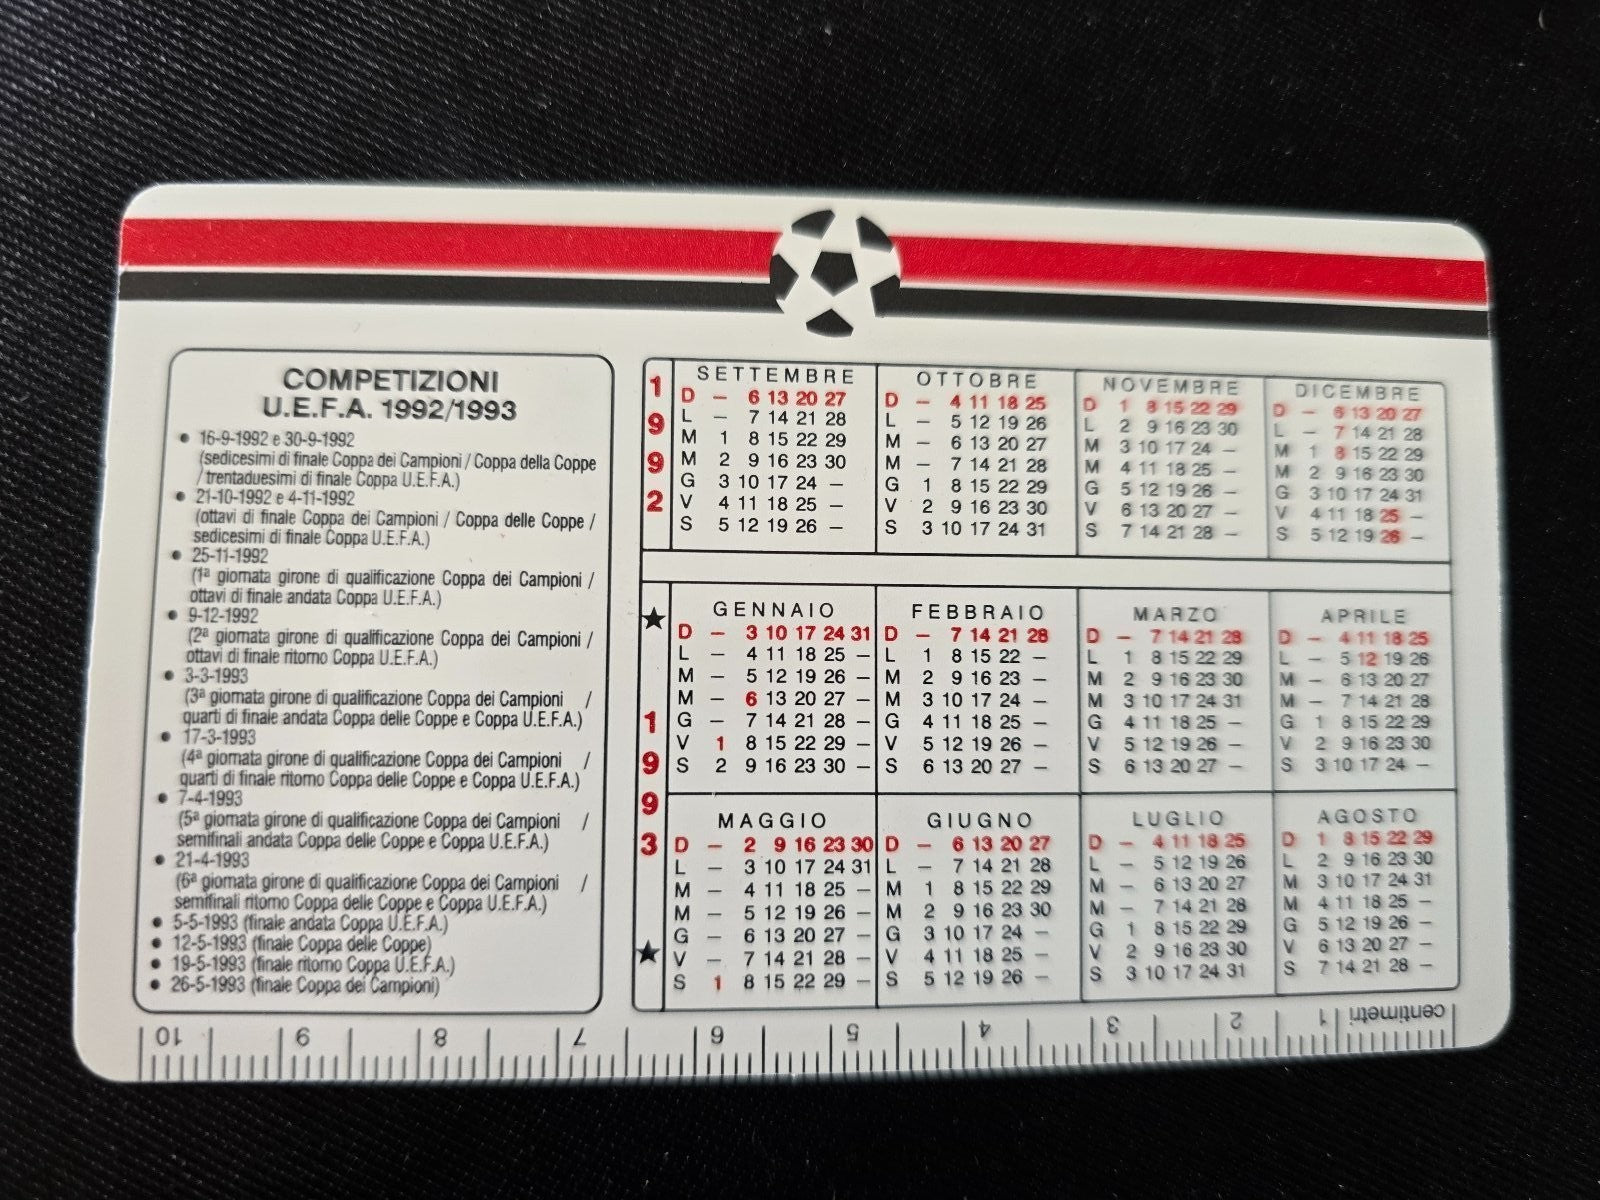 COMPETIZIONI
U.E.F.A. 1992/1993
• 16-9-1992 e 30-9-1992
(sedicesimi di finale Coppa dei Campioni / Coppa della Coppe
/ trentaduesimi di finale Coppa U.E.F.A.)
• 21-10-1992 e 4-11-1992
(ottavi di finale Coppa dei Campioni / Coppa delle Coppe /
sedicesimi di finale Coppa U.E.F.A.)
• 25-11-1992
(1ª giornata girone di qualificazione Coppa dei Campioni /
ottavi di finale andata Coppa U.E.F.A.)
• 9-12-1992
(2ª giornata girone di qualificazione Coppa dei Campioni /
ottavi di finale ritorno Coppa U.E.F.A.)
• 3-3-1993
(3ª giornata girone di qualificazione Coppa dei Campioni /
quarti di finale andata Coppa delle Coppe e Coppa U.E.F.A.)
• 17-3-1993
(4ª giornata girone di qualificazione Coppa dei Campioni /
quarti di finale ritorno Coppa delle Coppe e Coppa U.E.F.A.)
• 7-4-1993
(5ª giornata girone di qualificazione Coppa dei Campioni /
semifinali andata Coppa delle Coppe e Coppa U.E.F.A.)
• 21-4-1993
(6ª giornata girone di qualificazione Coppa dei Campioni /
semifinali ritorno Coppa delle Coppe e Coppa U.E.F.A.)
• 5-5-1993 (finale andata Coppa U.E.F.A.)
• 12-5-1993 (finale Coppa delle Coppe)
• 19-5-1993 (finale ritorno Coppa U.E.F.A.)
• 26-5-1993 (finale Coppa dei Campioni)
1992
SETTEMBRE
D – 6 13 20 27
L – 7 14 21 28
M 1 8 15 22 29
M 2 9 16 23 30
G 3 10 17 24 –
V 4 11 18 25 –
S 5 12 19 26 –
OTTOBRE
D – 4 11 18 25
L – 5 12 19 26
M – 6 13 20 27
M – 7 14 21 28
G 1 8 15 22 29
V 2 9 16 23 30
S 3 10 17 24 31
NOVEMBRE
D 1 8 15 22 29
L 2 9 16 23 30
M 3 10 17 24 –
M 4 11 18 25 –
G 5 12 19 26 –
V 6 13 20 27 –
S 7 14 21 28 –
DICEMBRE
D – 6 13 20 27
L – 7 14 21 28
M 1 8 15 22 29
M 2 9 16 23 30
G 3 10 17 24 31
V 4 11 18 25 –
S 5 12 19 26 –
★ 1993 ★
GENNAIO
D – 3 10 17 24 31
L – 4 11 18 25 –
M – 5 12 19 26 –
M – 6 13 20 27 –
G – 7 14 21 28 –
V 1 8 15 22 29 –
S 2 9 16 23 30 –
FEBBRAIO
D – 7 14 21 28
L 1 8 15 22 –
M 2 9 16 23 –
M 3 10 17 24 –
G 4 11 18 25 –
V 5 12 19 26 –
S 6 13 20 27 –
MARZO
D – 7 14 21 28
L 1 8 15 22 29
M 2 9 16 23 30
M 3 10 17 24 31
G 4 11 18 25 –
V 5 12 19 26 –
S 6 13 20 27 –
APRILE
D – 4 11 18 25
L – 5 12 19 26
M – 6 13 20 27
M – 7 14 21 28
G 1 8 15 22 29
V 2 9 16 23 30
S 3 10 17 24 –
MAGGIO
D – 2 9 16 23 30
L – 3 10 17 24 31
M – 4 11 18 25 –
M – 5 12 19 26 –
G – 6 13 20 27 –
V – 7 14 21 28 –
S 1 8 15 22 29 –
GIUGNO
D – 6 13 20 27
L – 7 14 21 28
M 1 8 15 22 29
M 2 9 16 23 30
G 3 10 17 24 –
V 4 11 18 25 –
S 5 12 19 26 –
LUGLIO
D – 4 11 18 25
L – 5 12 19 26
M – 6 13 20 27
M – 7 14 21 28
G 1 8 15 22 29
V 2 9 16 23 30
S 3 10 17 24 31
AGOSTO
D 1 8 15 22 29
L 2 9 16 23 30
M 3 10 17 24 31
M 4 11 18 25 –
G 5 12 19 26 –
V 6 13 20 27 –
S 7 14 21 28 –
centimetri 1 2 3 4 5 6 7 8 9 10